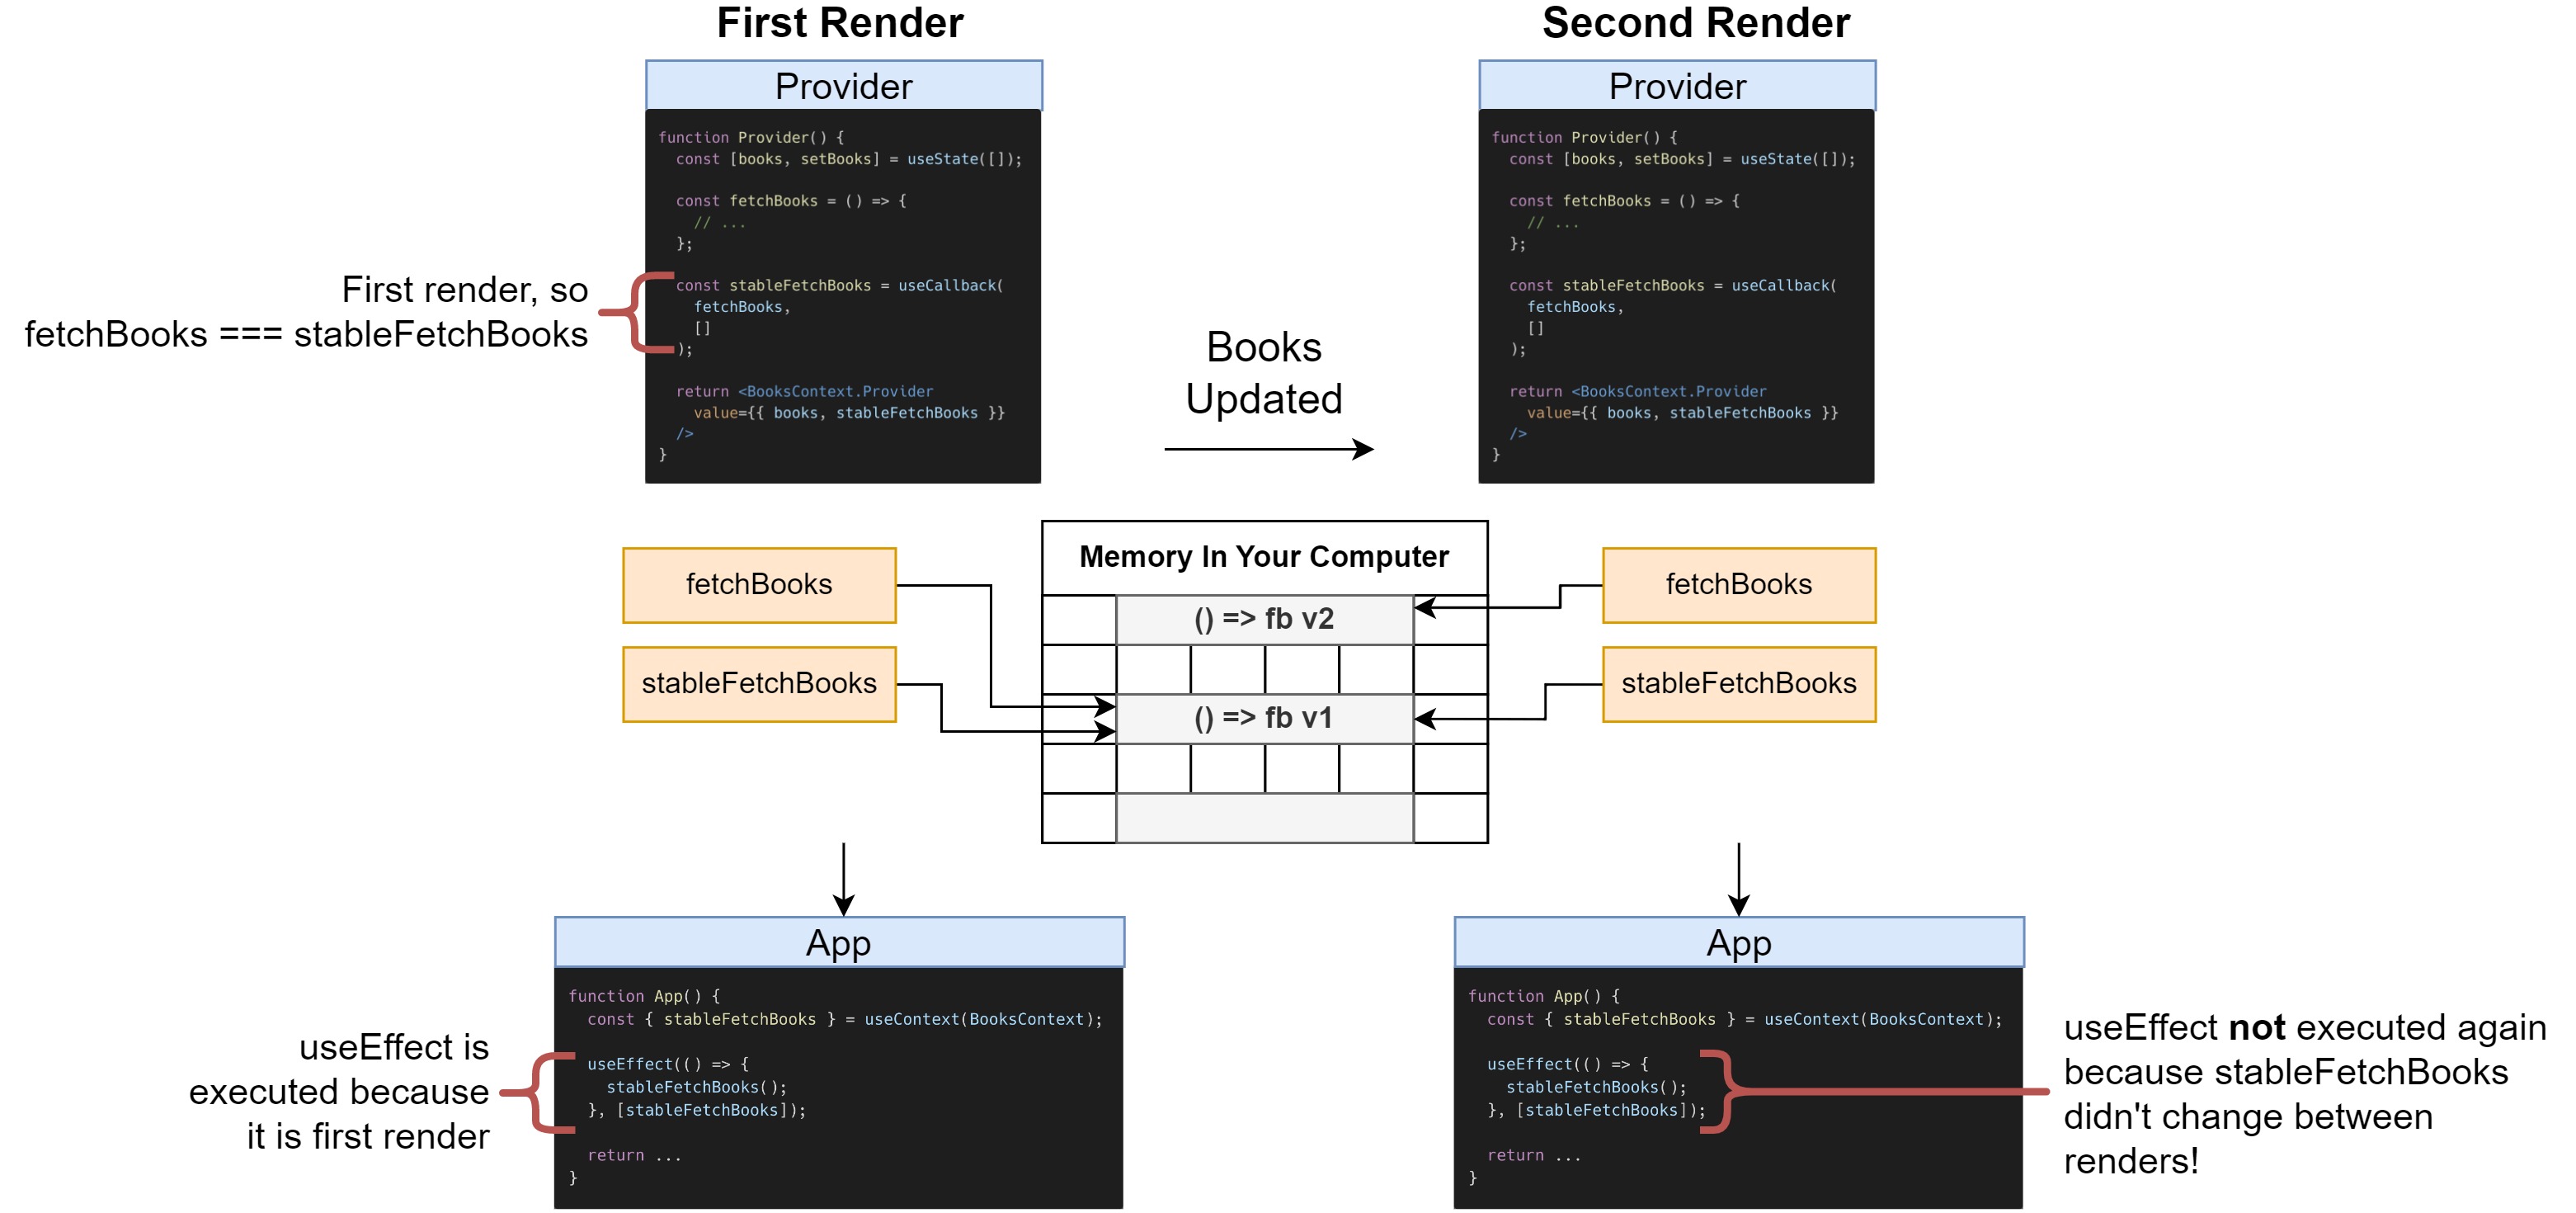 First Render
Provider
function Provider() {
const [books, setBooks] = useState([]);
const fetchBooks = () => {
// ...
};
const stableFetchBooks = useCallback(
fetchBooks,
[]
);
return <BooksContext.Provider
value={{ books, stableFetchBooks }}
/>
}
First render, so
fetchBooks === stableFetchBooks
Books
Updated
Second Render
Provider
function Provider() {
const [books, setBooks] = useState([]);
const fetchBooks = () => {
// ...
};
const stableFetchBooks = useCallback(
fetchBooks,
[]
);
return <BooksContext.Provider
value={{ books, stableFetchBooks }}
/>
}
fetchBooks
stableFetchBooks
Memory In Your Computer
() => fb v2
() => fb v1
fetchBooks
stableFetchBooks
App
function App() {
const { stableFetchBooks } = useContext(BooksContext);
useEffect(() => {
stableFetchBooks();
}, [stableFetchBooks]);
return ...
}
useEffect is
executed because
it is first render
App
function App() {
const { stableFetchBooks } = useContext(BooksContext);
useEffect(() => {
stableFetchBooks();
}, [stableFetchBooks]);
return ...
}
useEffect not executed again
because stableFetchBooks
didn't change between
renders!